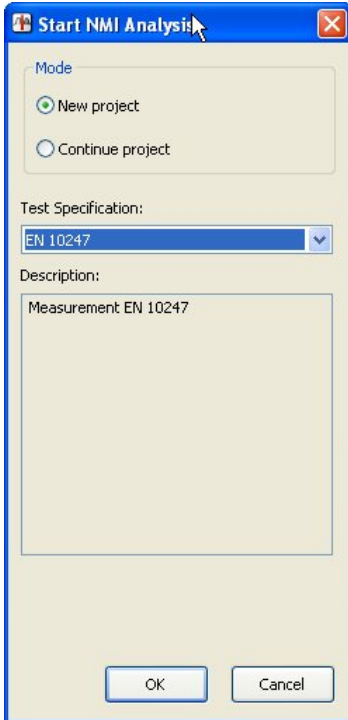 Start NMI Analysis
Mode
New project
Continue project
Test Specification:
EN 10247
Description:
Measurement EN 10247
OK
Cancel